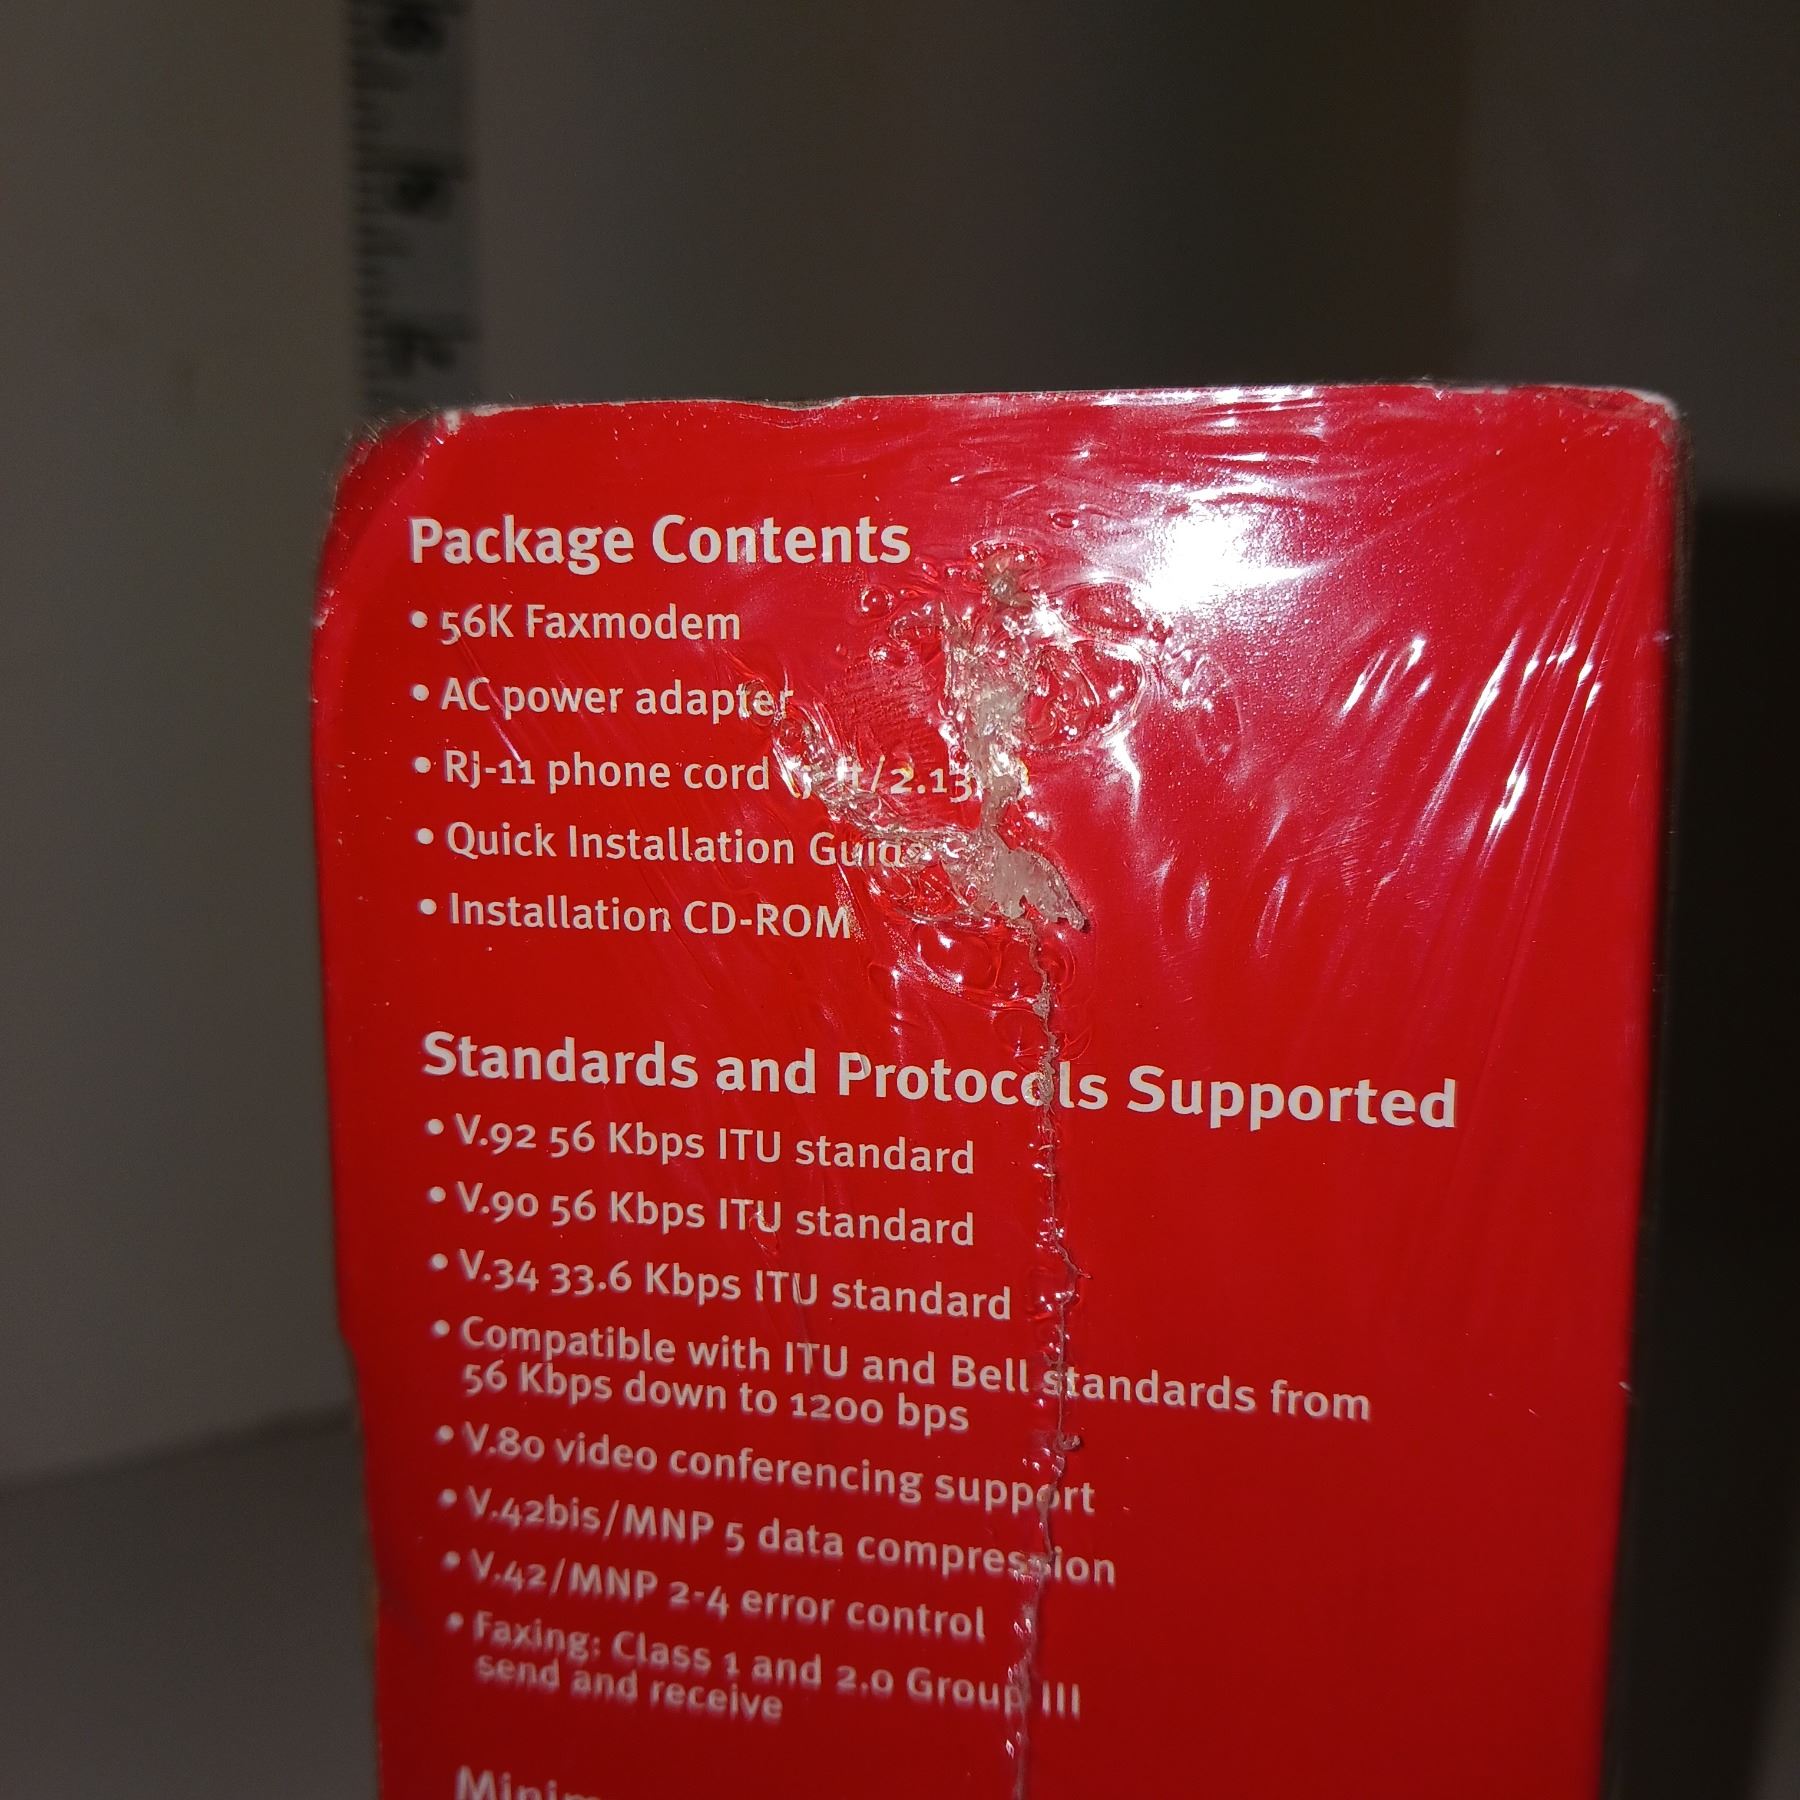 Package Contents
• 56K Faxmodem
• AC power adapter
• Rj-11 phone cord
• Quick Installation Guide
• Installation CD-ROM
Standards and Protocols Supported
• V.92 56 Kbps ITU standard
• V.90 56 Kbps ITU standard
• V.34 33.6 Kbps ITU standard
• Compatible with ITU and Bell standards from
56 Kbps down to 1200 bps
• V.80 video conferencing support
• V.42bis/MNP 5 data compression
• V.42/MNP 2-4 error control
• Faxing: Class 1 and 2.0 Group III
send and receive